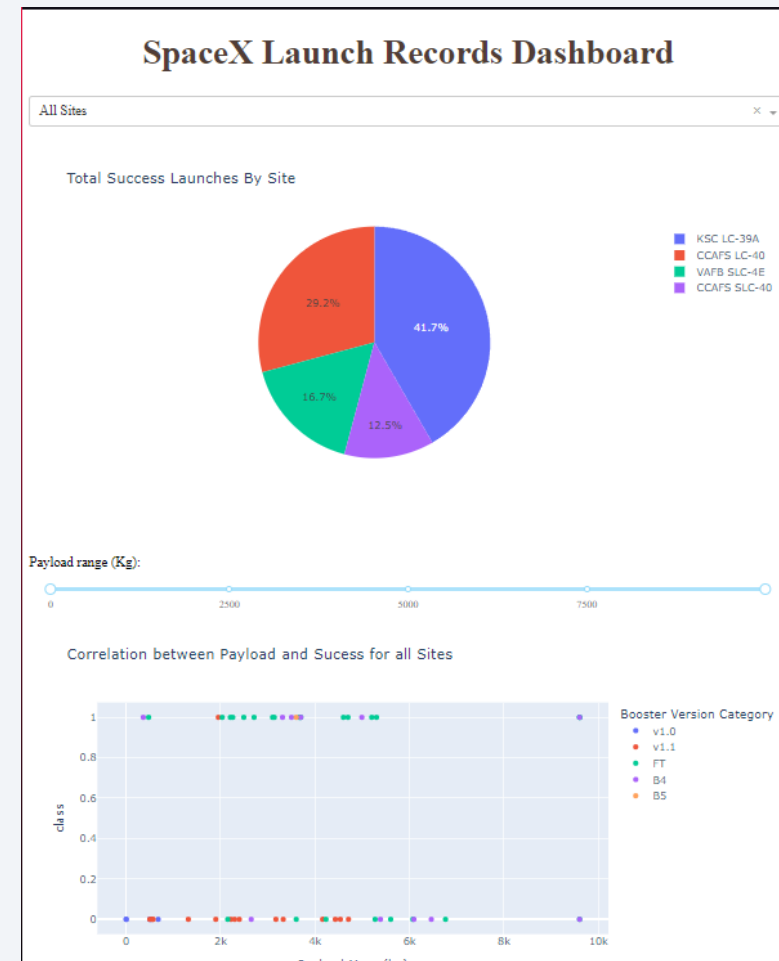 SpaceX Launch Records Dashboard
All Sites
×
Total Success Launches By Site
KSC LC-39A
CCAFS LC-40
VAFB SLC-4E
CCAFS SLC-40
29.2%
41.7%
16.7%
12.5%
Payload range (Kg):
0 2500 5000 7500
Correlation between Payload and Sucess for all Sites
Booster Version Category
v1.0
v1.1
FT
B4
B5
class
1
0.8
0.6
0.4
0.2
0
0 2k 4k 6k 8k 10k